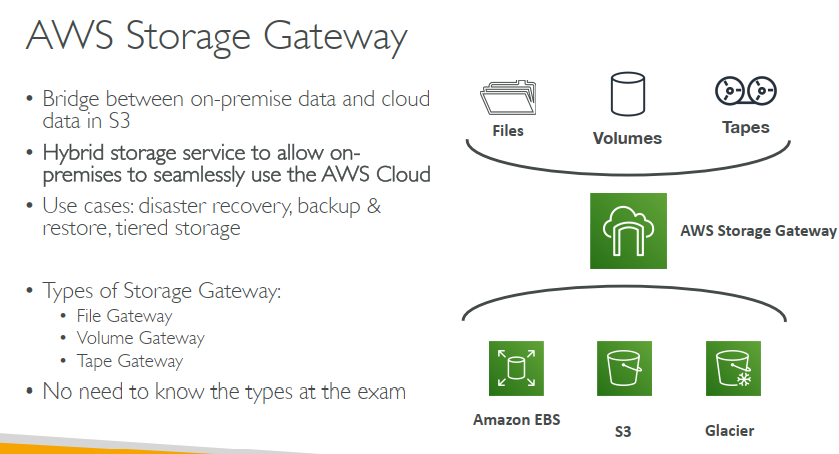 AWS Storage Gateway
• Bridge between on-premise data and cloud
data in S3
• Hybrid storage service to allow on-
premises to seamlessly use the AWS Cloud
• Use cases: disaster recovery, backup &
restore, tiered storage
• Types of Storage Gateway:
• File Gateway
• Volume Gateway
• Tape Gateway
• No need to know the types at the exam
Files
Volumes
Tapes
AWS Storage Gateway
Amazon EBS
S3
Glacier